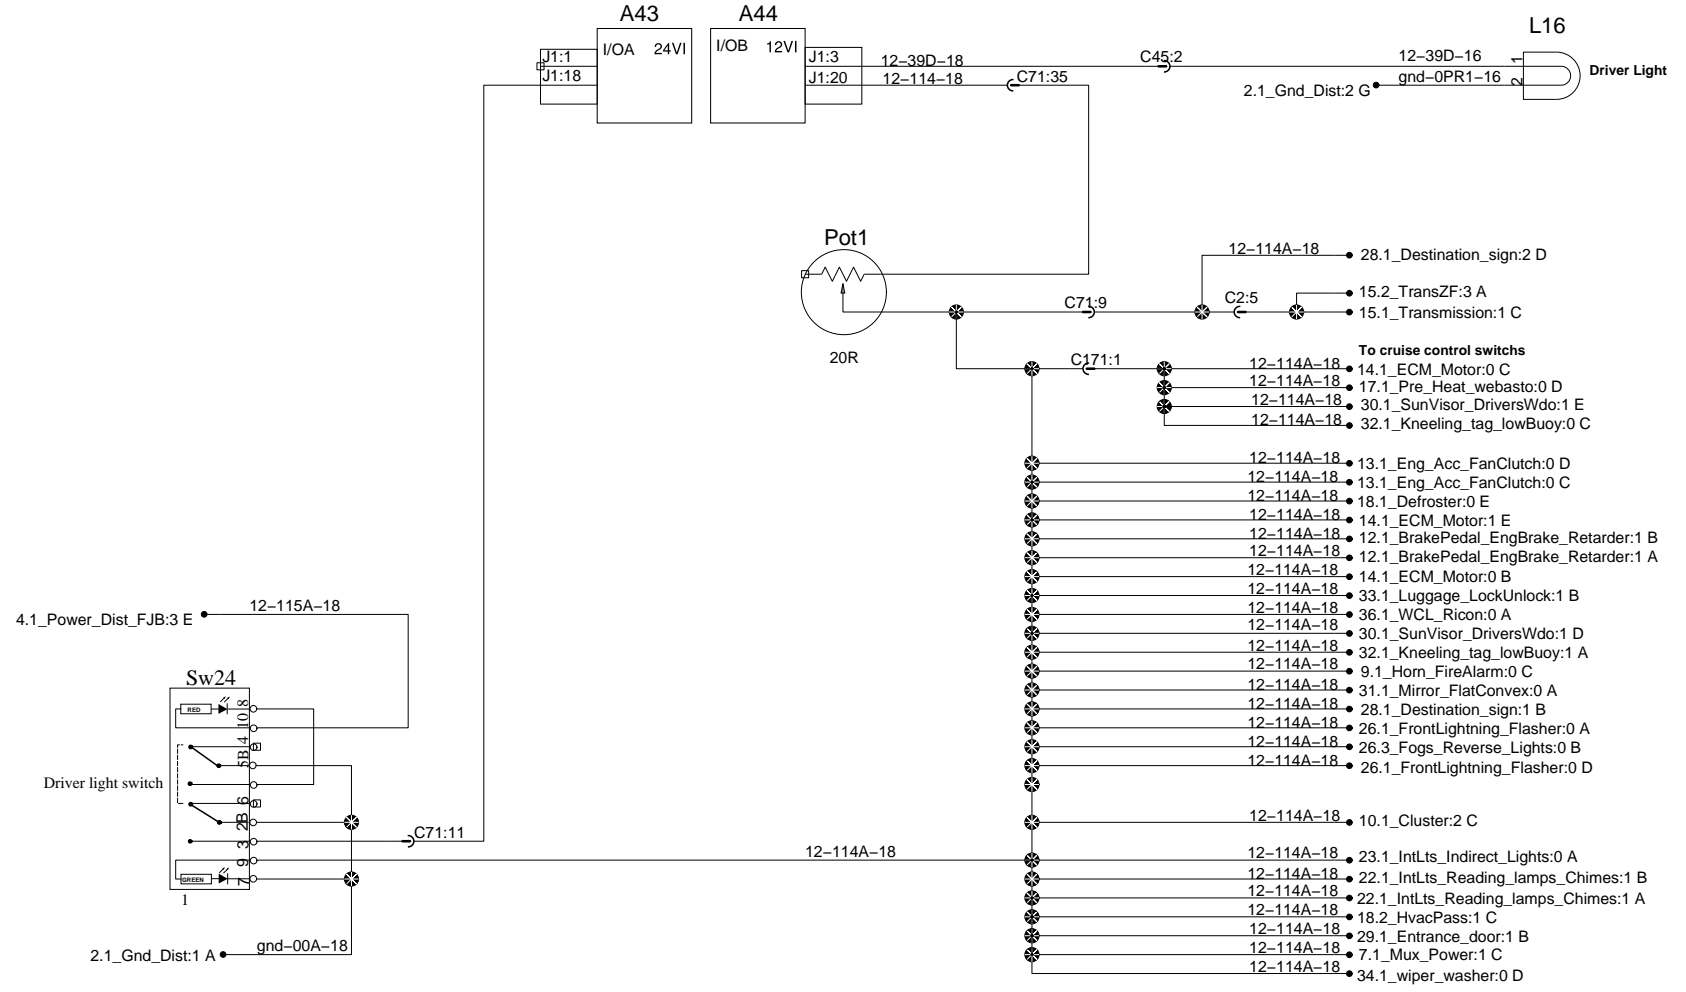 A43
A44
L16
I/OA 24VI
I/OB 12VI
J1:1
J1:18
J1:3
J1:20
12-39D-18
12-114-18
C71:35
C45:2
12-39D-16
gnd-0PR1-16
1
2
Driver Light
2.1_Gnd_Dist:2 G
Pot1
20R
12-114A-18
28.1_Destination_sign:2 D
C71:9
C2:5
15.2_TransZF:3 A
15.1_Transmission:1 C
To cruise control switchs
C171:1
12-114A-18 14.1_ECM_Motor:0 C
12-114A-18 17.1_Pre_Heat_webasto:0 D
12-114A-18 30.1_SunVisor_DriversWdo:1 E
12-114A-18 32.1_Kneeling_tag_lowBuoy:0 C
12-114A-18 13.1_Eng_Acc_FanClutch:0 D
12-114A-18 13.1_Eng_Acc_FanClutch:0 C
12-114A-18 18.1_Defroster:0 E
12-114A-18 14.1_ECM_Motor:1 E
12-114A-18 12.1_BrakePedal_EngBrake_Retarder:1 B
12-114A-18 12.1_BrakePedal_EngBrake_Retarder:1 A
12-114A-18 14.1_ECM_Motor:0 B
12-114A-18 33.1_Luggage_LockUnlock:1 B
12-114A-18 36.1_WCL_Ricon:0 A
12-114A-18 30.1_SunVisor_DriversWdo:1 D
12-114A-18 32.1_Kneeling_tag_lowBuoy:1 A
12-114A-18 9.1_Horn_FireAlarm:0 C
12-114A-18 31.1_Mirror_FlatConvex:0 A
12-114A-18 28.1_Destination_sign:1 B
12-114A-18 26.1_FrontLightning_Flasher:0 A
12-114A-18 26.3_Fogs_Reverse_Lights:0 B
12-114A-18 26.1_FrontLightning_Flasher:0 D
12-114A-18 10.1_Cluster:2 C
12-114A-18 23.1_IntLts_Indirect_Lights:0 A
12-114A-18 22.1_IntLts_Reading_lamps_Chimes:1 B
12-114A-18 22.1_IntLts_Reading_lamps_Chimes:1 A
12-114A-18 18.2_HvacPass:1 C
12-114A-18 29.1_Entrance_door:1 B
12-114A-18 7.1_Mux_Power:1 C
12-114A-18 34.1_wiper_washer:0 D
12-115A-18
4.1_Power_Dist_FJB:3 E
Sw24
RED
8
10
4
5B
Driver light switch
6
2B
3
C71:11
9
12-114A-18
GREEN
7
1
gnd-00A-18
2.1_Gnd_Dist:1 A